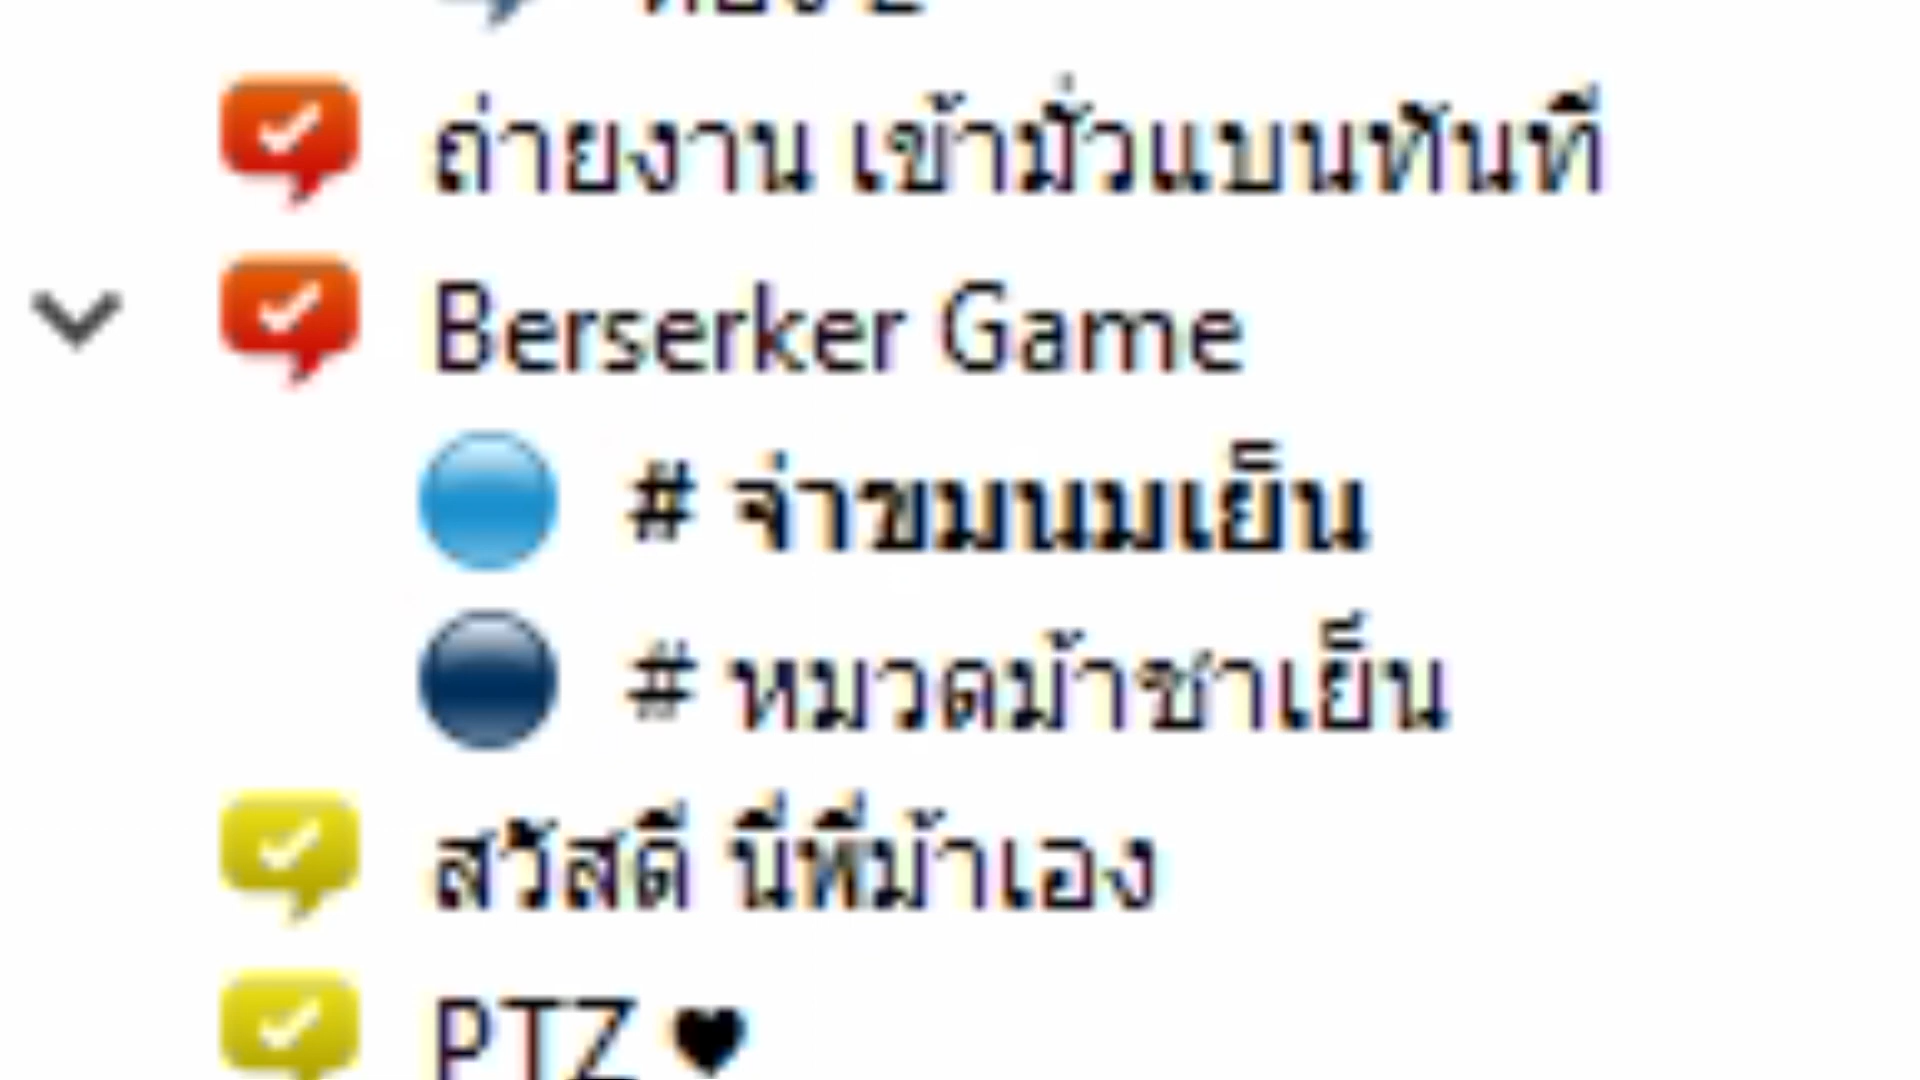 ถ่ายงาน เข้ามั่วแบนทันที
Berserker Game
# จ่าขมนมเย็น
# หมวดม้าชาเย็น
สวัสดี นี่พี่ม้าเอง
PTZ ♥